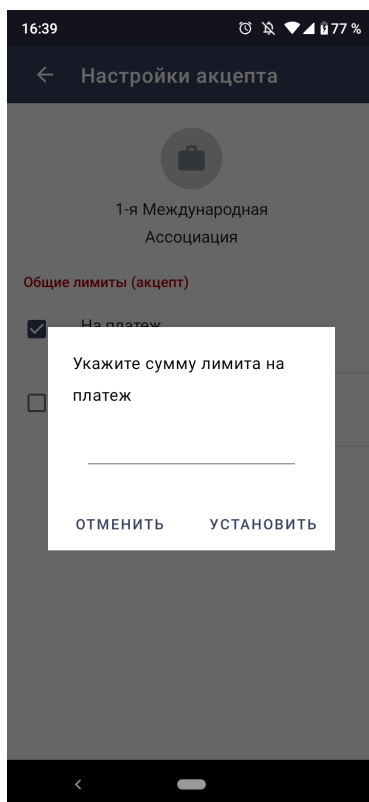 16:39
77 %
Настройки акцепта
1-я Международная
Ассоциация
Общие лимиты (акцепт)
На платеж
Укажите сумму лимита на
платеж
ОТМЕНИТЬ УСТАНОВИТЬ